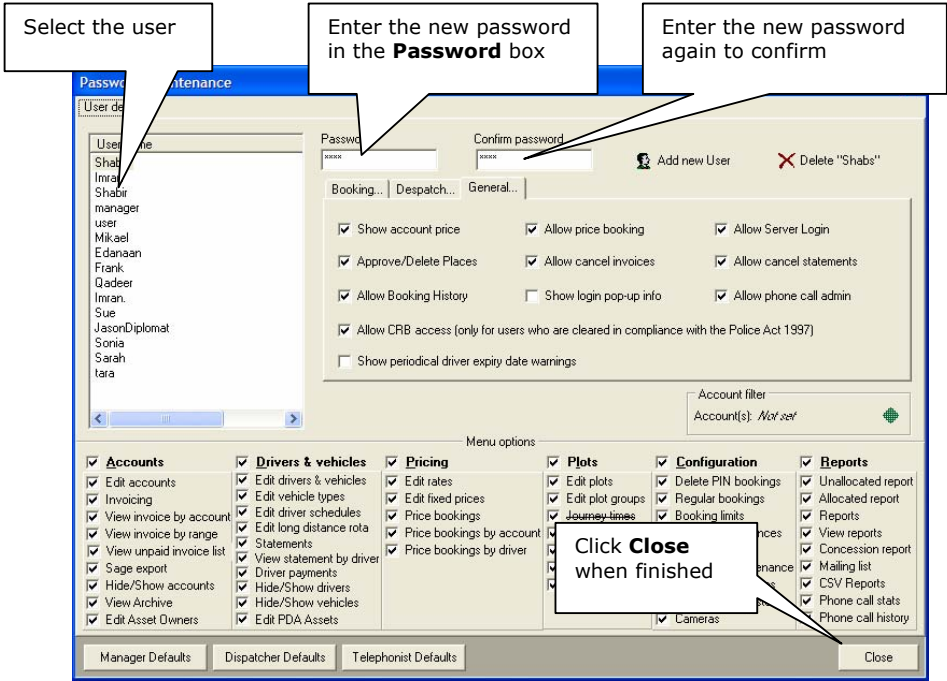 Select the user
Enter the new password
in the Password box
Enter the new password
again to confirm
User
Confirm password
Add new User
Delete "Shabs"
Imran
Shabir
manager
user
Mikael
Edanaan
Frank
Qadeer
Imran.
Sue
JasonDiplomat
Sonia
Sarah
tara
xxxx
xxxx
Booking...
Despatch...
General...
Show account price
Allow price booking
Allow Server Login
Approve/Delete Places
Allow cancel invoices
Allow cancel statements
Allow Booking History
Show login pop-up info
Allow phone call admin
Allow CRB access (only for users who are cleared in compliance with the Police Act 1997)
Show periodical driver expiry date warnings
Account filter
Account(s): Not set
Menu options
Accounts
Edit accounts
Invoicing
View invoice by account
View invoice by range
View unpaid invoice list
Sage export
Hide/Show accounts
View Archive
Edit Asset Owners
Drivers & vehicles
Edit drivers & vehicles
Edit vehicle types
Edit driver schedules
Edit long distance rota
Statements
View statement by driver
Driver payments
Hide/Show drivers
Hide/Show vehicles
Edit PDA Assets
Pricing
Edit rates
Edit fixed prices
Price bookings
Price bookings by account
Price bookings by driver
Plots
Edit plots
Edit plot groups
Journey times
Configuration
Delete PIN bookings
Regular bookings
Booking limits
Cameras
Reports
Unallocated report
Allocated report
Reports
View reports
Concession report
Mailing list
CSV Reports
Phone call stats
Phone call history
Click Close
when finished
Manager Defaults
Dispatcher Defaults
Telephonist Defaults
Close